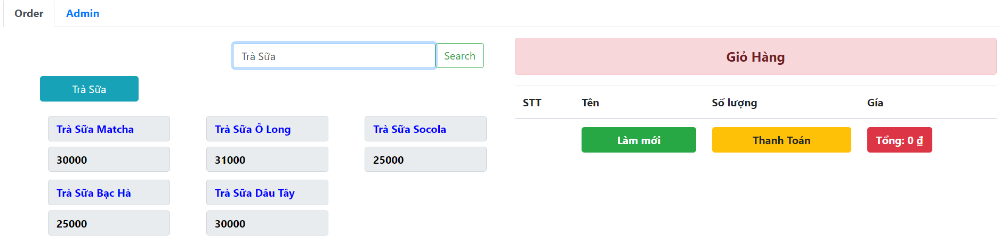 Order Admin
Trà Sữa Search
Trà Sữa
Trà Sữa Matcha Trà Sữa Ô Long Trà Sữa Socola
30000 31000 25000
Trà Sữa Bạc Hà Trà Sữa Dâu Tây
25000 30000
Giỏ Hàng
STT Tên Số lượng Gía
Làm mới Thanh Toán Tổng: 0 ₫